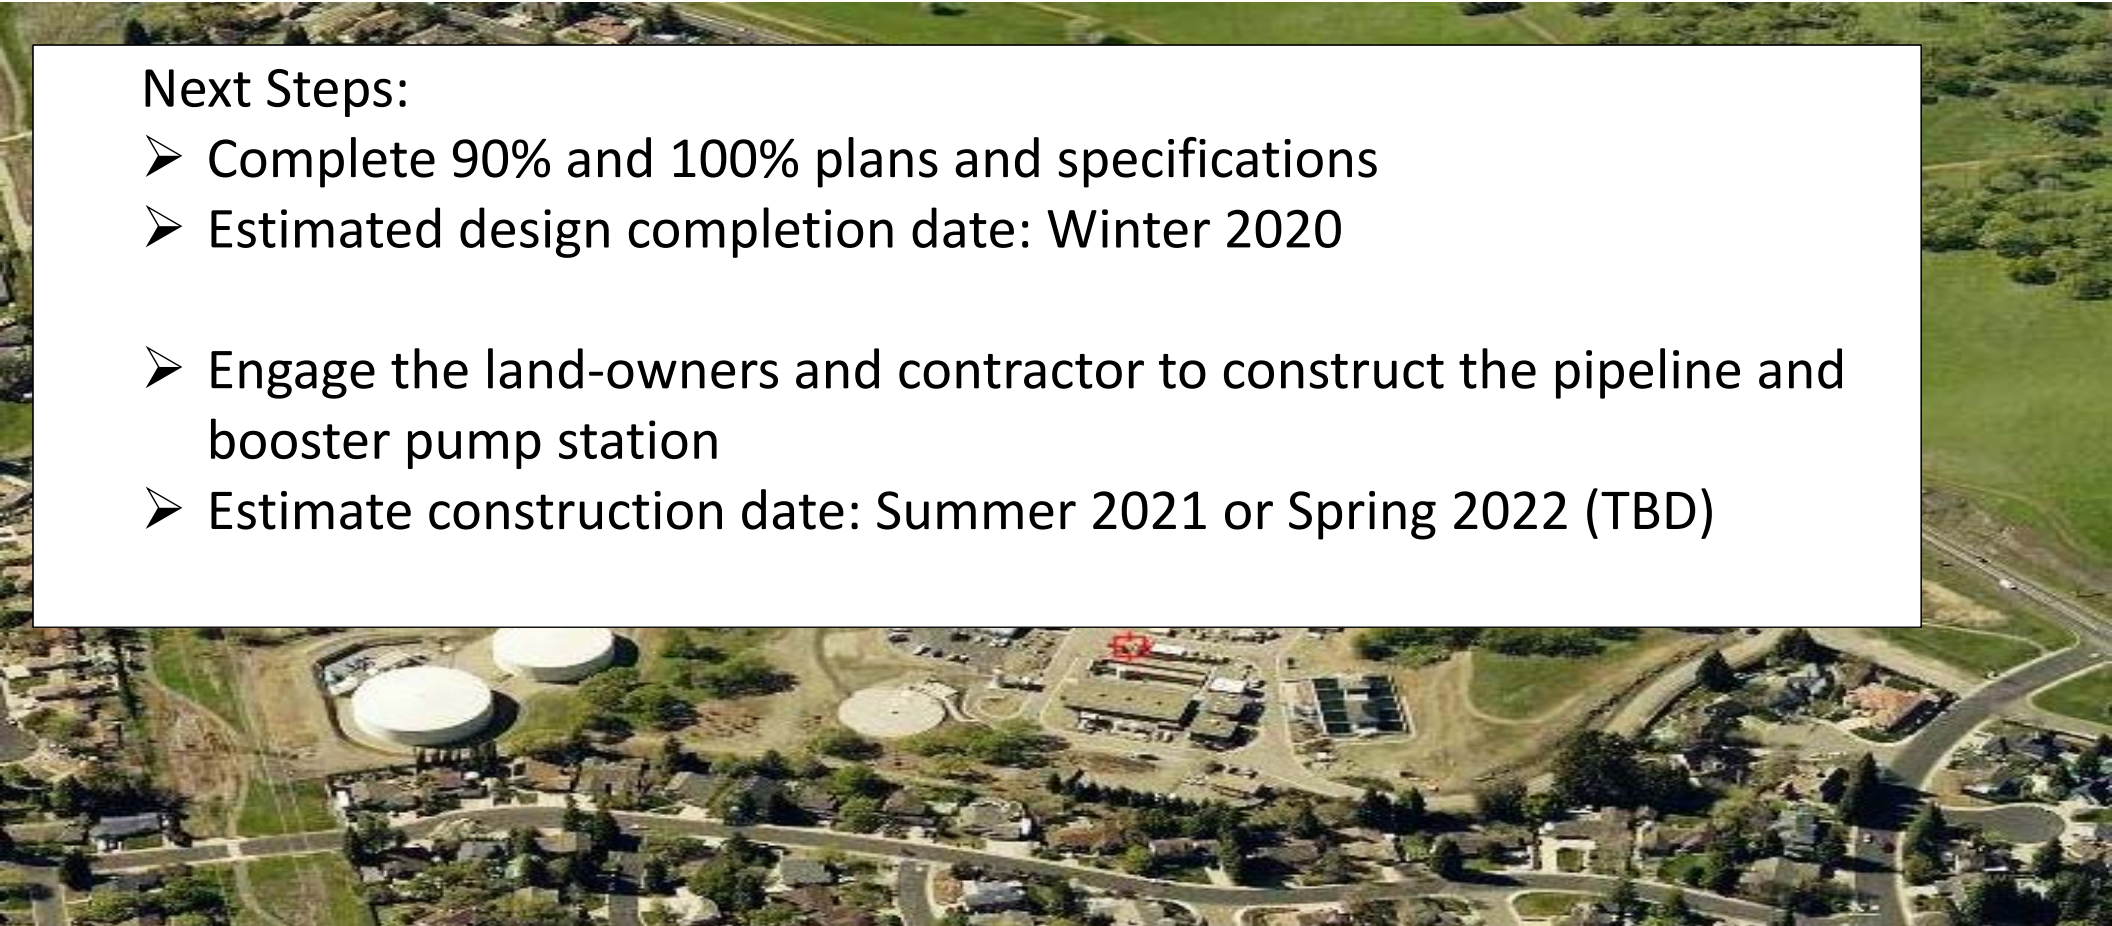 Next Steps:
➢ Complete 90% and 100% plans and specifications
➢ Estimated design completion date: Winter 2020
➢ Engage the land-owners and contractor to construct the pipeline and
booster pump station
➢ Estimate construction date: Summer 2021 or Spring 2022 (TBD)